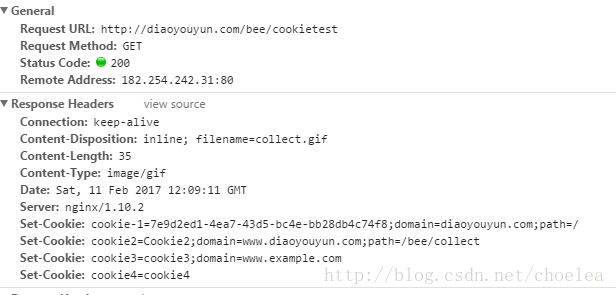 General
Request URL: http://diaoyouyun.com/bee/cookietest
Request Method: GET
Status Code: 200
Remote Address: 182.254.242.31:80
Response Headers view source
Connection: keep-alive
Content-Disposition: inline; filename=collect.gif
Content-Length: 35
Content-Type: image/gif
Date: Sat, 11 Feb 2017 12:09:11 GMT
Server: nginx/1.10.2
Set-Cookie: cookie-1=7e9d2ed1-4ea7-43d5-bc4e-bb28db4c74f8;domain=diaoyouyun.com;path=/
Set-Cookie: cookie2=Cookie2;domain=www.diaoyouyun.com;path=/bee/collect
Set-Cookie: cookie3=cookie3;domain=www.example.com
Set-Cookie: cookie4=cookie4
http://blog.csdn.net/choelea